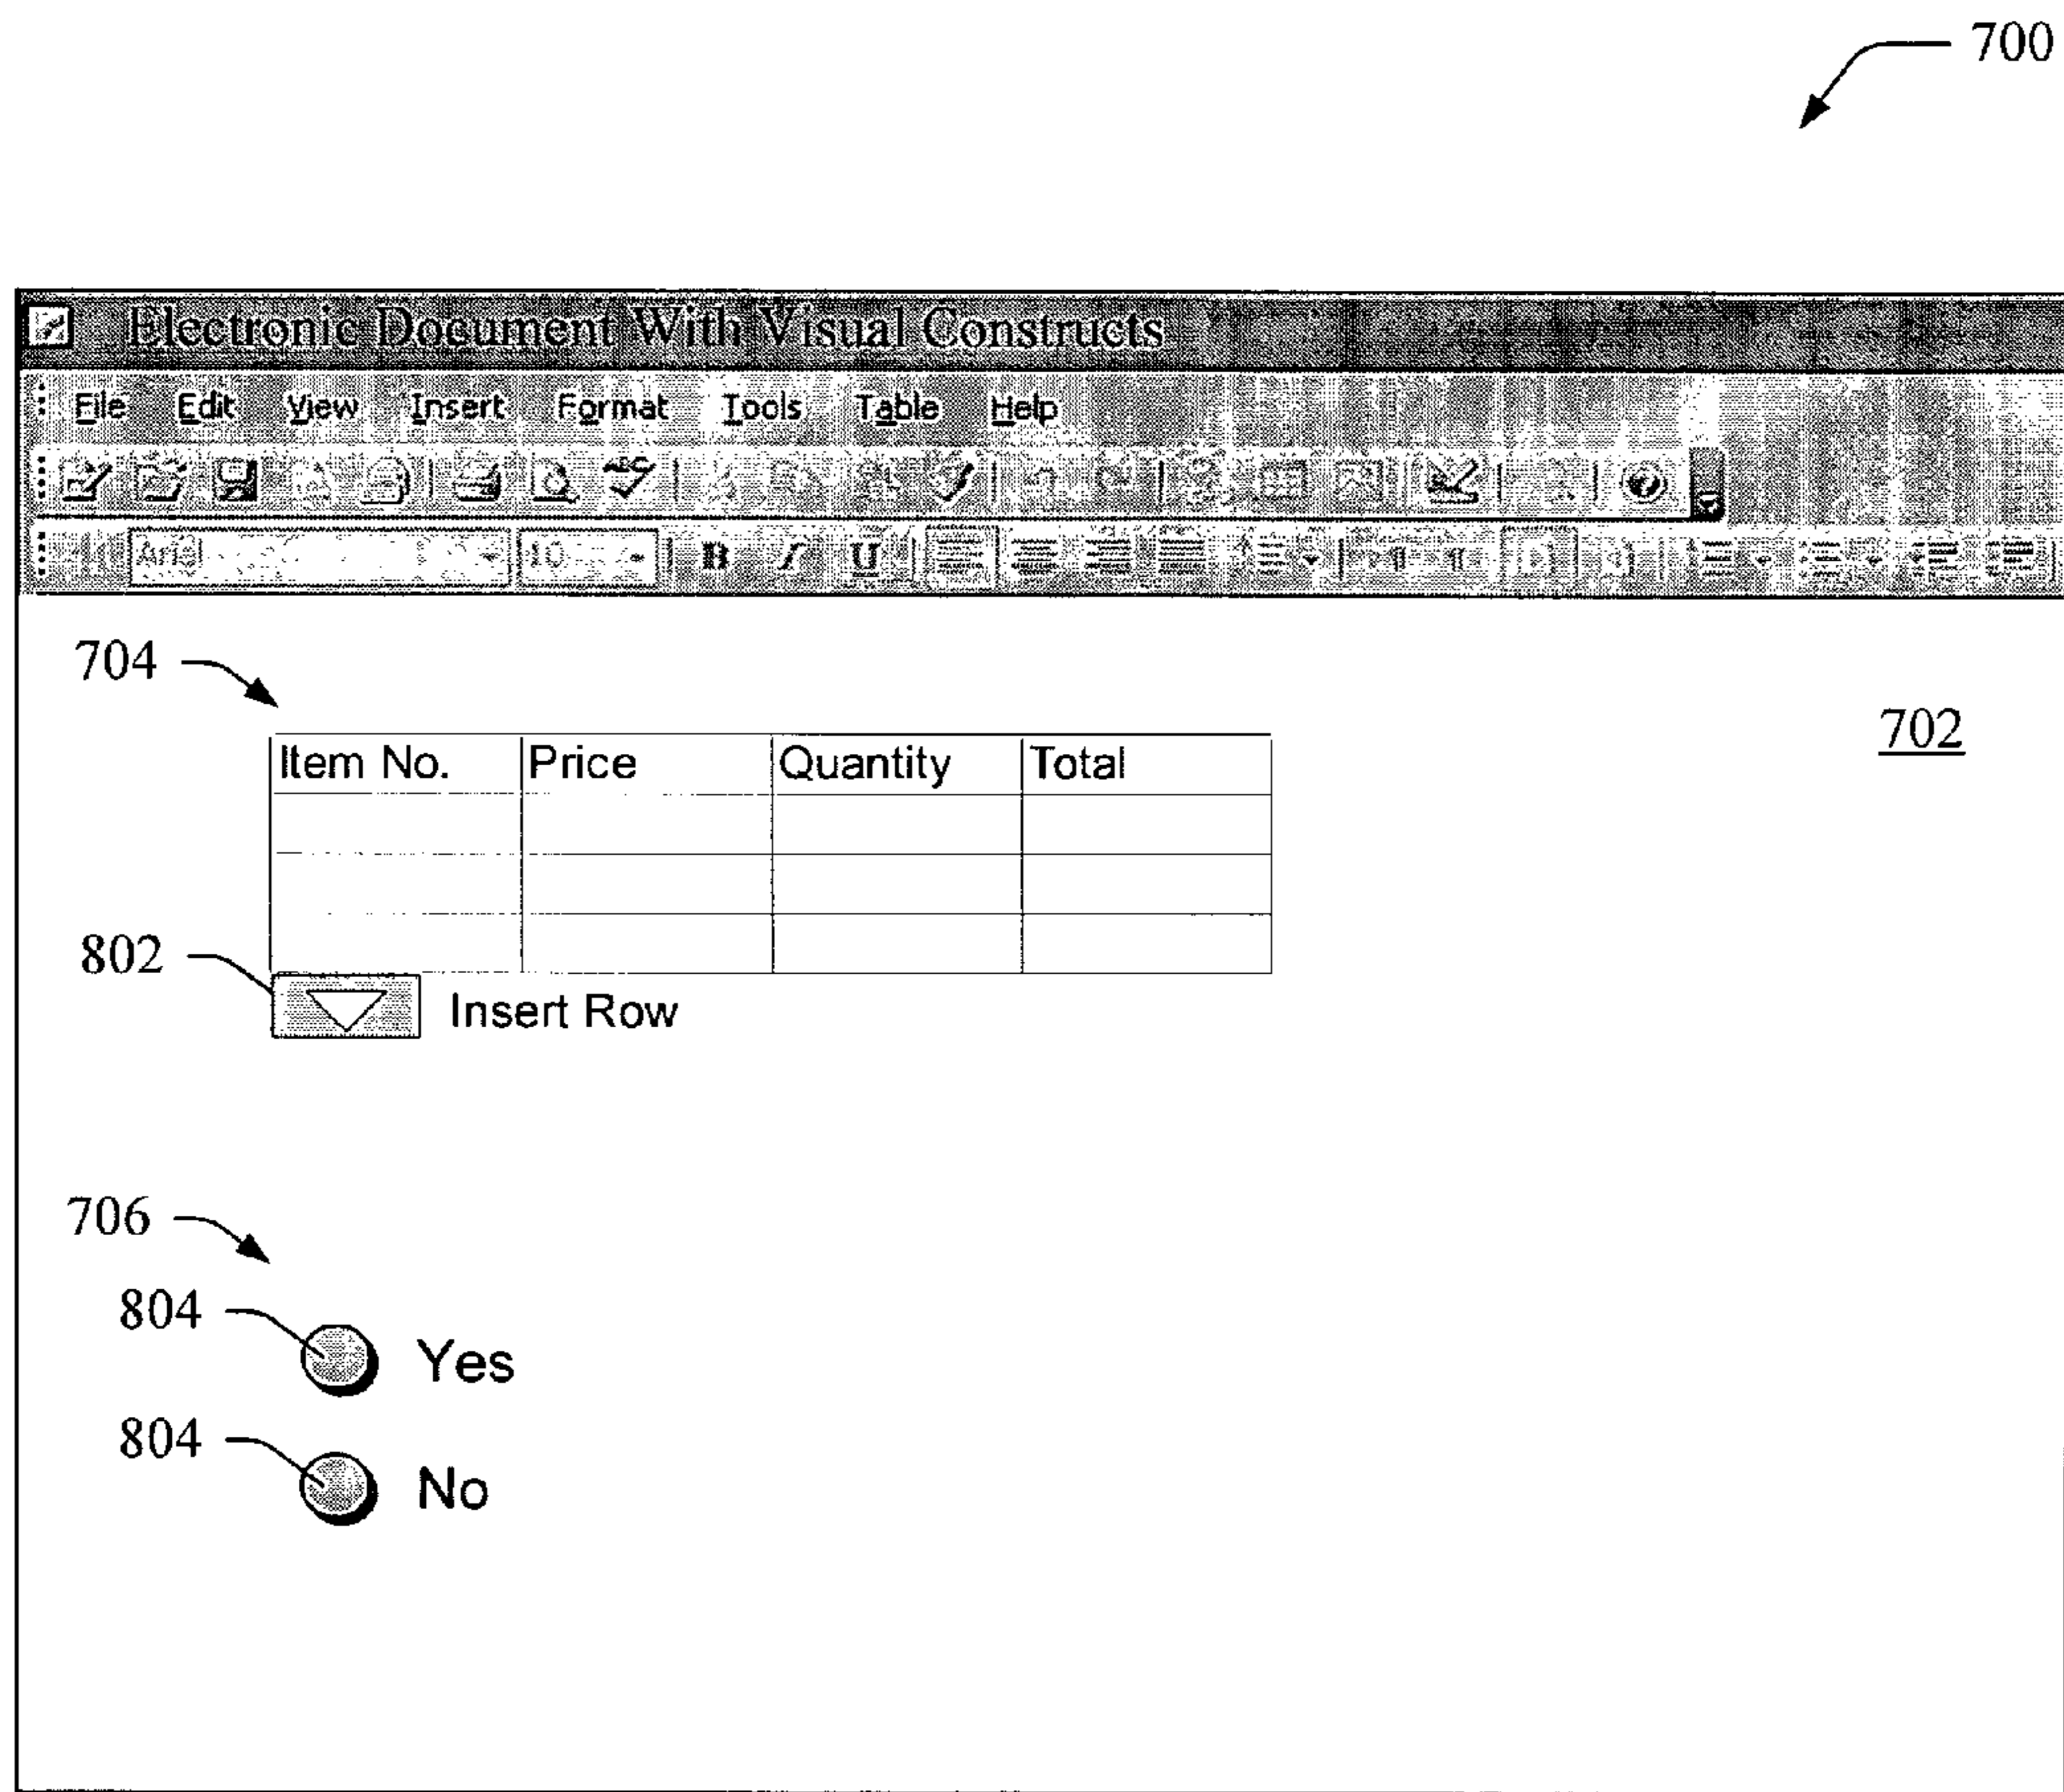 700
Electronic Document With Visual Constructs
File Edit View Insert Format Tools Table Help
Arial 10 B I U
704
702
Item No. Price Quantity Total
802
Insert Row
706
804
Yes
804
No